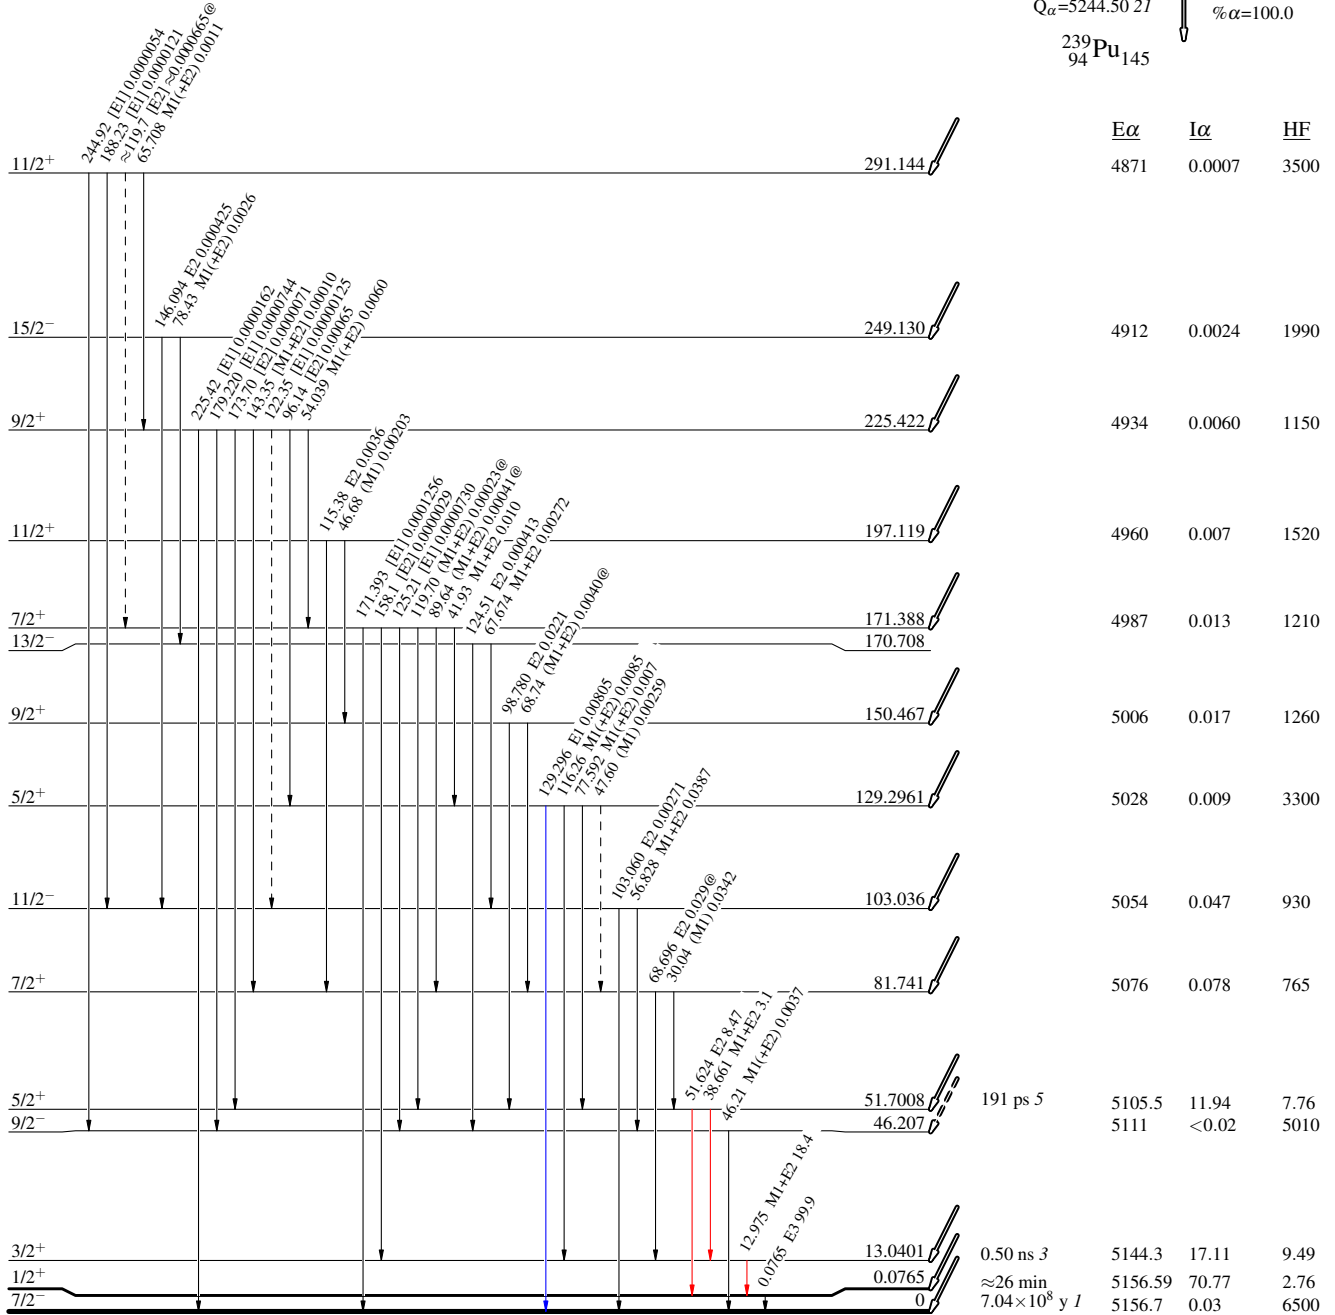 Qα=5244.50 21
%α=100.0
239
94Pu145
Eα Iα HF
244.92 [E1] 0.0000054
188.23 [E1] 0.0000121
≈119.7 [E2] ≈0.0000665@
65.708 M1(+E2) 0.0011
11/2+ 291.144 4871 0.0007 3500
146.094 E2 0.000425
78.43 M1(+E2) 0.0026
15/2− 249.130 4912 0.0024 1990
225.42 [E1] 0.0000162
179.220 [E1] 0.0000744
173.70 [E2] 0.0000071
143.35 [M1+E2] 0.00010
122.35 [E1] 0.00000125
96.14 [E2] 0.00065
54.039 M1(+E2) 0.0060
9/2+ 225.422 4934 0.0060 1150
115.38 E2 0.0036
46.68 (M1) 0.00203
11/2+ 197.119 4960 0.007 1520
171.393 [E1] 0.0001256
158.1 [E2] 0.0000029
125.21 [E1] 0.0000730
119.70 (M1+E2) 0.00023@
89.64 (M1+E2) 0.00041@
41.93 M1+E2 0.010
7/2+ 171.388 4987 0.013 1210
124.51 E2 0.000413
67.674 M1+E2 0.00272
13/2− 170.708
98.780 E2 0.0221
68.74 (M1+E2) 0.0040@
9/2+ 150.467 5006 0.017 1260
129.296 E1 0.00805
116.26 M1(+E2) 0.0085
77.592 M1(+E2) 0.007
47.60 (M1) 0.00259
5/2+ 129.2961 5028 0.009 3300
103.060 E2 0.00271
56.828 M1+E2 0.0387
11/2− 103.036 5054 0.047 930
68.696 E2 0.029@
30.04 (M1) 0.0342
7/2+ 81.741 5076 0.078 765
51.624 E2 8.47
38.661 M1+E2 3.1
5/2+ 51.7008 191 ps 5 5105.5 11.94 7.76
46.21 M1(+E2) 0.0037
9/2− 46.207 5111 <0.02 5010
12.975 M1+E2 18.4
3/2+ 13.0401 0.50 ns 3 5144.3 17.11 9.49
0.0765 E3 99.9
1/2+ 0.0765 ≈26 min 5156.59 70.77 2.76
7/2− 0 7.04×10^8 y 1 5156.7 0.03 6500